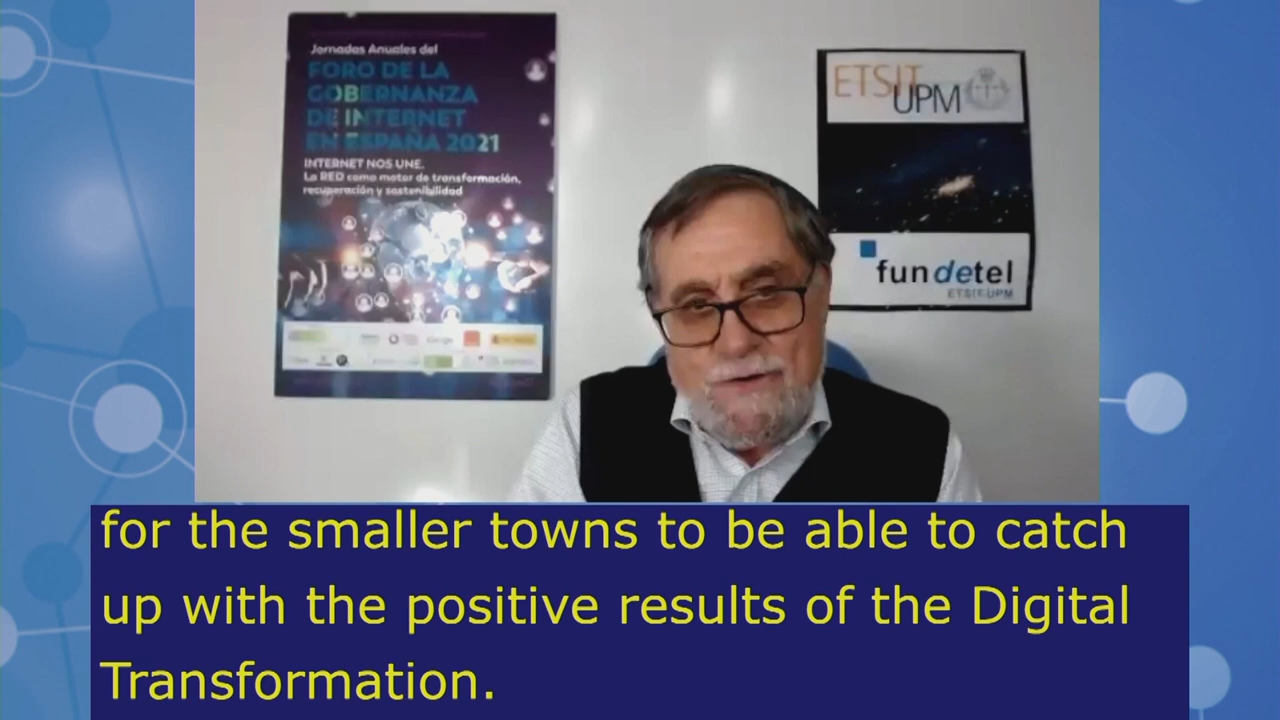 Jornadas Anuales del
FORO DE LA
GOBERNANZA
DE INTERNET
EN ESPAÑA 2021
INTERNET NOS UNE.
La RED como motor de transformación,
recuperación y sostenibilidad
Google
ETSIT
UPM
fundetel
ETSIT-UPM
for the smaller towns to be able to catch
up with the positive results of the Digital
Transformation.